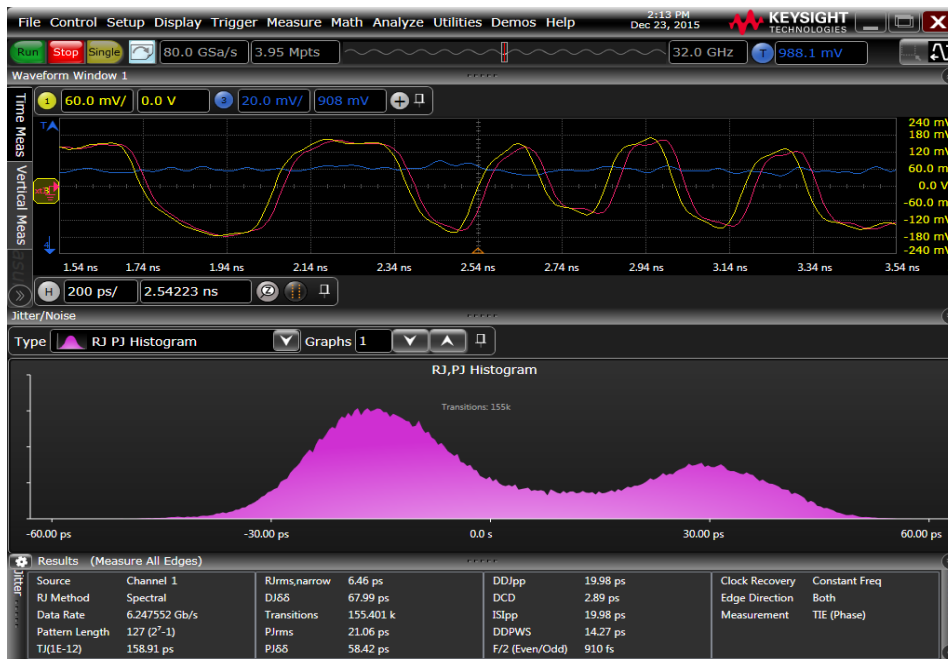 File Control Setup Display Trigger Measure Math Analyze Utilities Demos Help 2:13 PM Dec 23, 2015 KEYSIGHT TECHNOLOGIES
Run Stop Single 80.0 GSa/s 3.95 Mpts 32.0 GHz T 988.1 mV
Waveform Window 1
Time Meas
Vertical Meas
1 60.0 mV/ 0.0 V 3 20.0 mV/ 908 mV +
T
240 mV
180 mV
120 mV
60.0 mV
0.0 V
-60.0 m
-120 mV
-180 mV
-240 mV
1.54 ns 1.74 ns 1.94 ns 2.14 ns 2.34 ns 2.54 ns 2.74 ns 2.94 ns 3.14 ns 3.34 ns 3.54 ns
H 200 ps/ 2.54223 ns
Jitter/Noise
Type RJ PJ Histogram Graphs 1
RJ,PJ Histogram
Transitions: 155k
-60.00 ps -30.00 ps 0.0 s 30.00 ps 60.00 ps
Results (Measure All Edges)
Jitter
Source Channel 1 RJrms,narrow 6.46 ps DDJpp 19.98 ps Clock Recovery Constant Freq
RJ Method Spectral DJδδ 67.99 ps DCD 2.89 ps Edge Direction Both
Data Rate 6.247552 Gb/s Transitions 155.401 k ISIpp 19.98 ps Measurement TIE (Phase)
Pattern Length 127 (2⁷-1) PJrms 21.06 ps DDPWS 14.27 ps
TJ(1E-12) 158.91 ps PJδδ 58.42 ps F/2 (Even/Odd) 910 fs